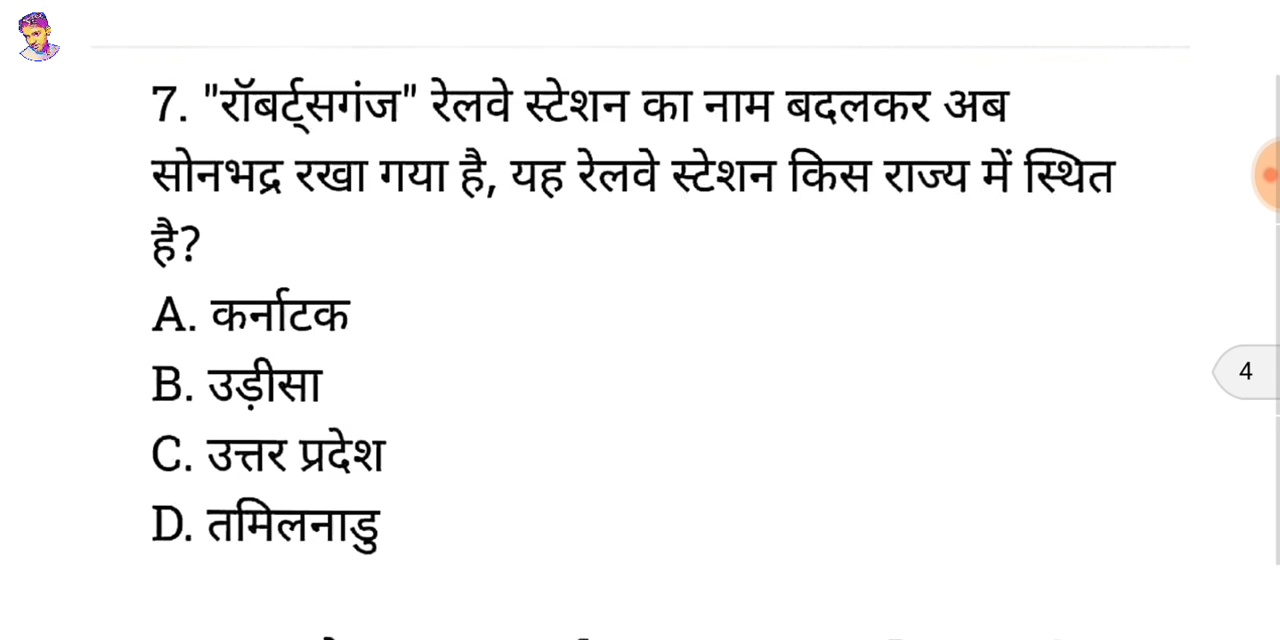 7. "रॉबर्ट्सगंज" रेलवे स्टेशन का नाम बदलकर अब
सोनभद्र रखा गया है, यह रेलवे स्टेशन किस राज्य में स्थित
है?
A. कर्नाटक
B. उड़ीसा
C. उत्तर प्रदेश
D. तमिलनाडु
4